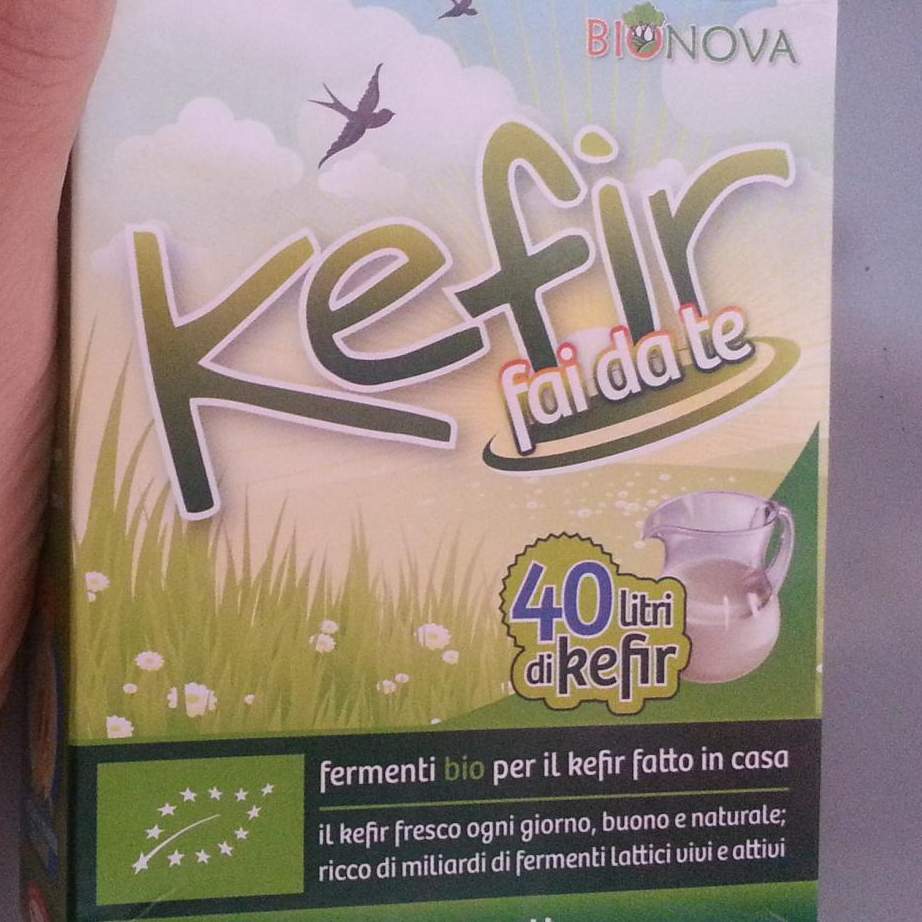 BIONOVA
Kefir
fai da te
40 litri
di kefir
fermenti bio per il kefir fatto in casa
il kefir fresco ogni giorno, buono e naturale;
ricco di miliardi di fermenti lattici vivi e attivi